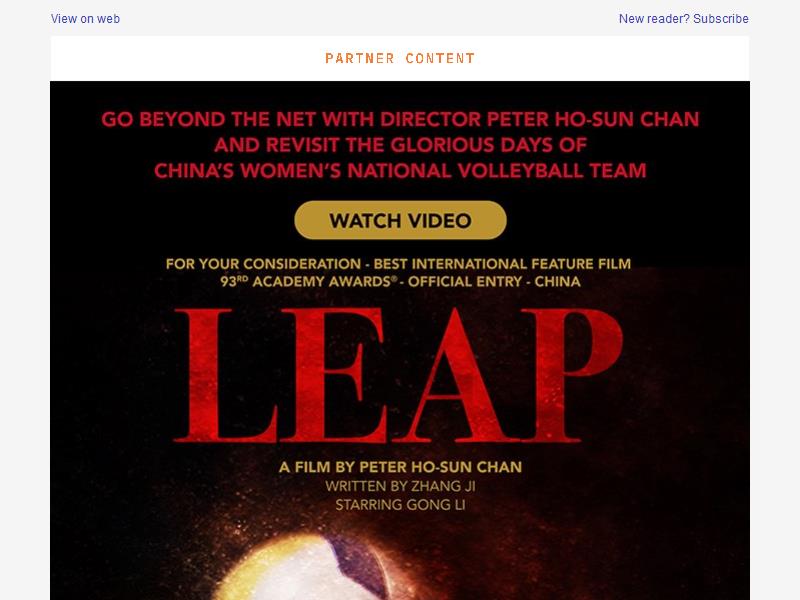 View on web
New reader? Subscribe
PARTNER CONTENT
GO BEYOND THE NET WITH DIRECTOR PETER HO-SUN CHAN
AND REVISIT THE GLORIOUS DAYS OF
CHINA'S WOMEN'S NATIONAL VOLLEYBALL TEAM
WATCH VIDEO
FOR YOUR CONSIDERATION - BEST INTERNATIONAL FEATURE FILM
93RD ACADEMY AWARDS® - OFFICIAL ENTRY - CHINA
LEAP
A FILM BY PETER HO-SUN CHAN
WRITTEN BY ZHANG JI
STARRING GONG LI